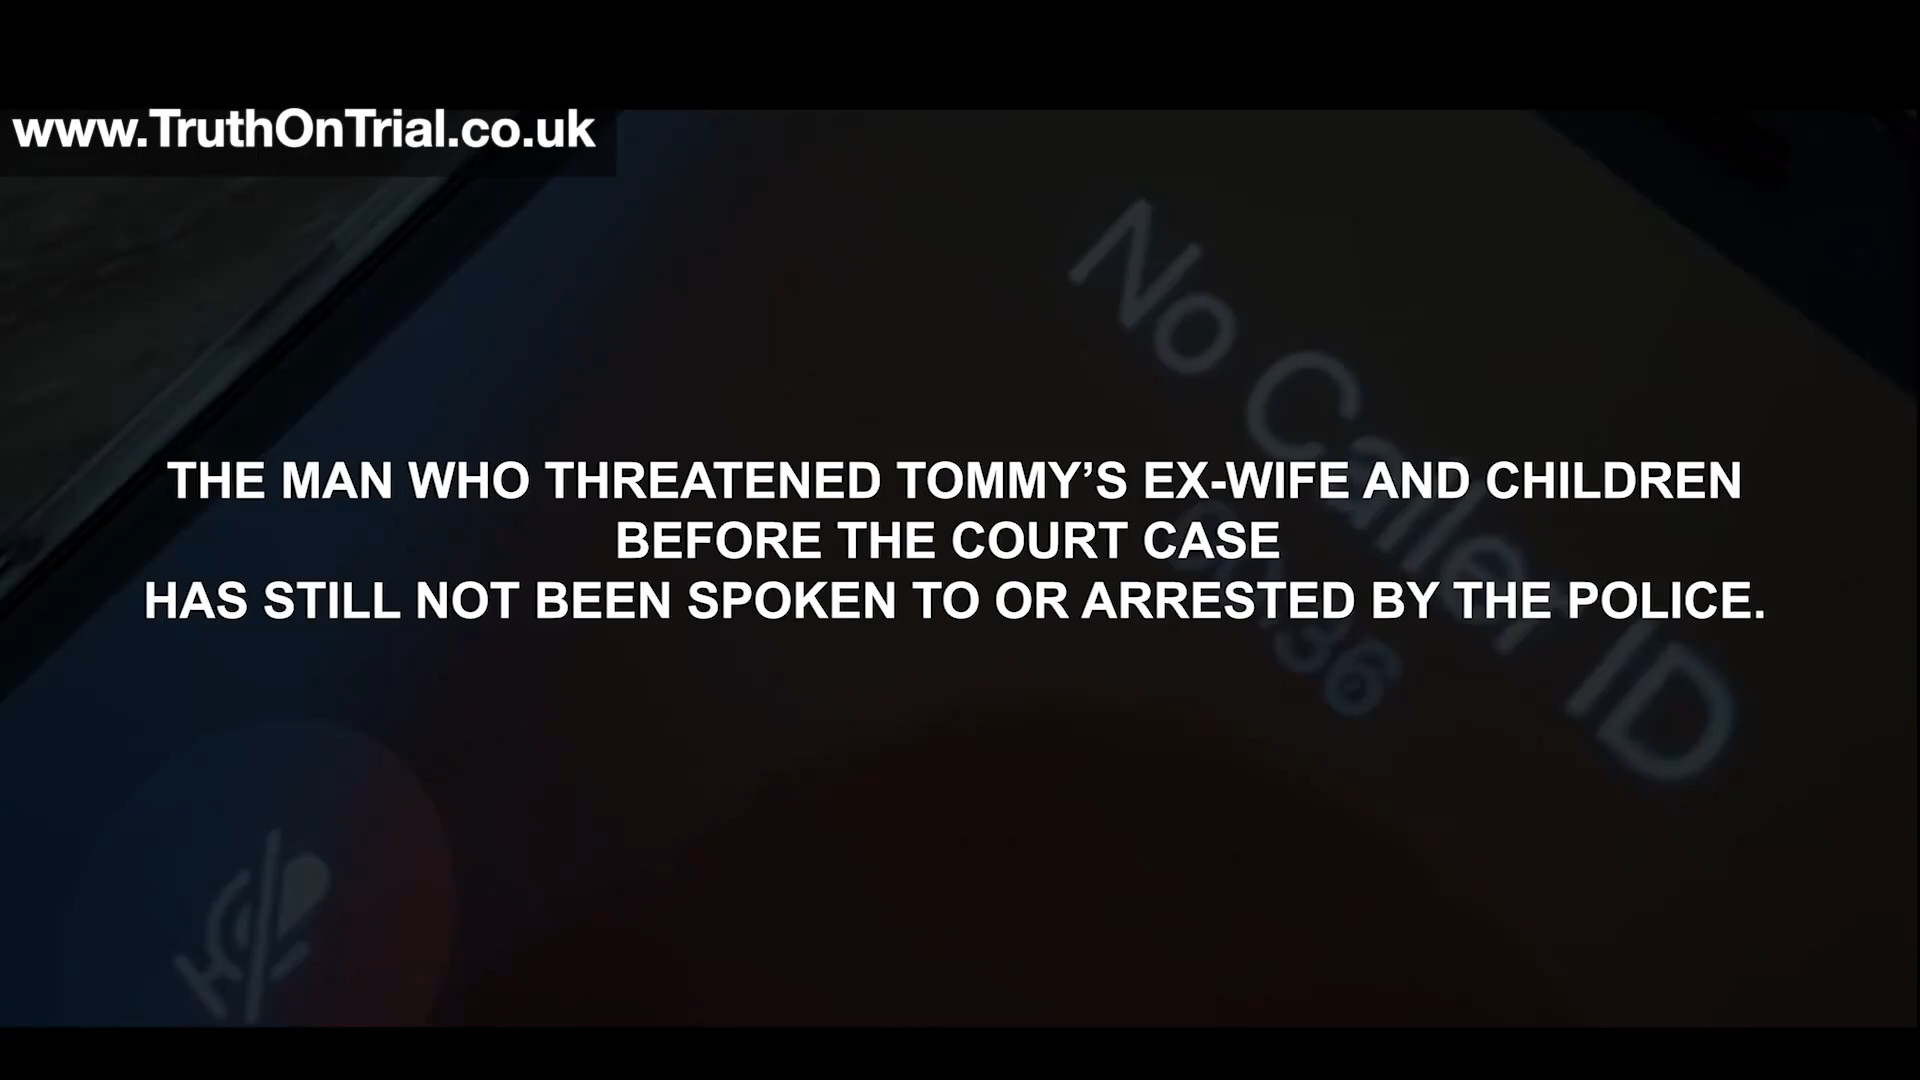 www.TruthOnTrial.co.uk
No Caller ID
THE MAN WHO THREATENED TOMMY’S EX-WIFE AND CHILDREN
BEFORE THE COURT CASE
HAS STILL NOT BEEN SPOKEN TO OR ARRESTED BY THE POLICE.